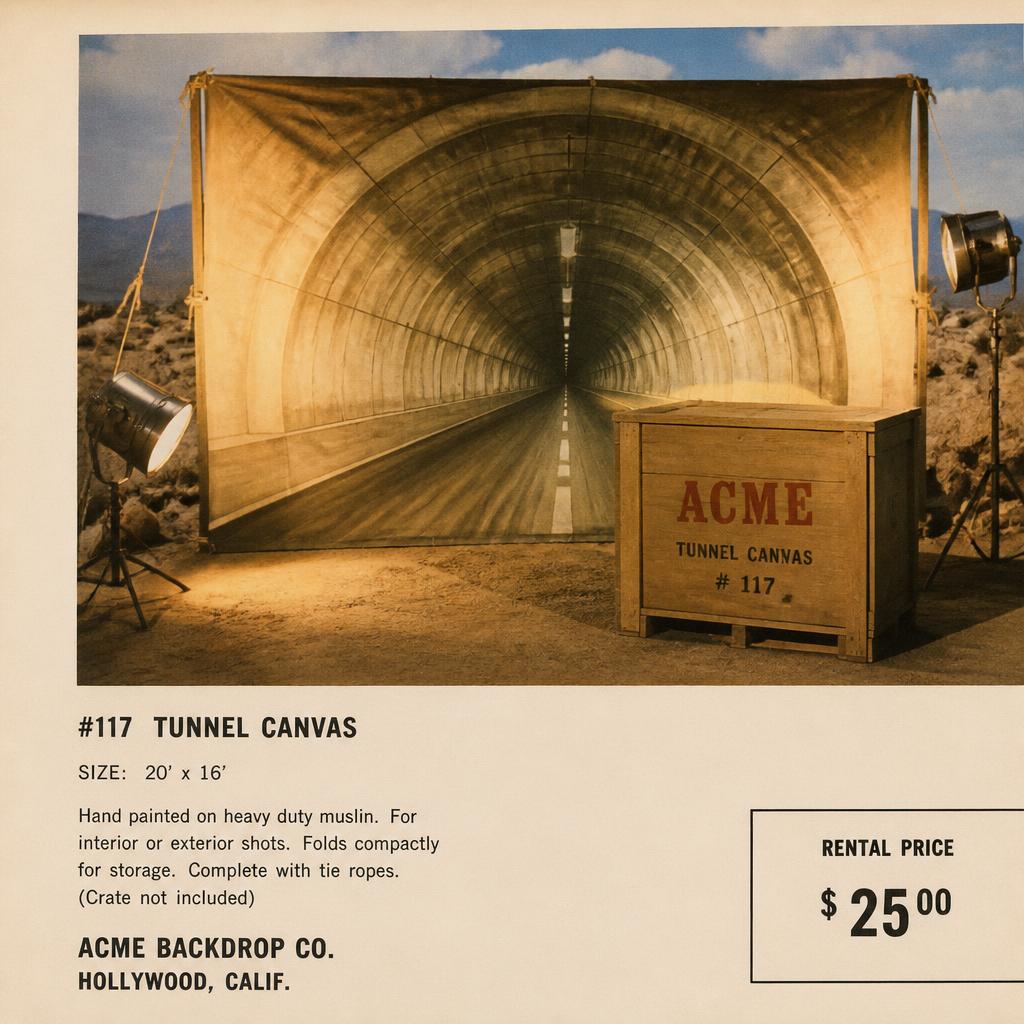 ACME
TUNNEL CANVAS
# 117
#117 TUNNEL CANVAS
SIZE: 20' x 16'
Hand painted on heavy duty muslin. For
interior or exterior shots. Folds compactly
for storage. Complete with tie ropes.
(Crate not included)
ACME BACKDROP CO.
HOLLYWOOD, CALIF.
RENTAL PRICE
$ 25 00